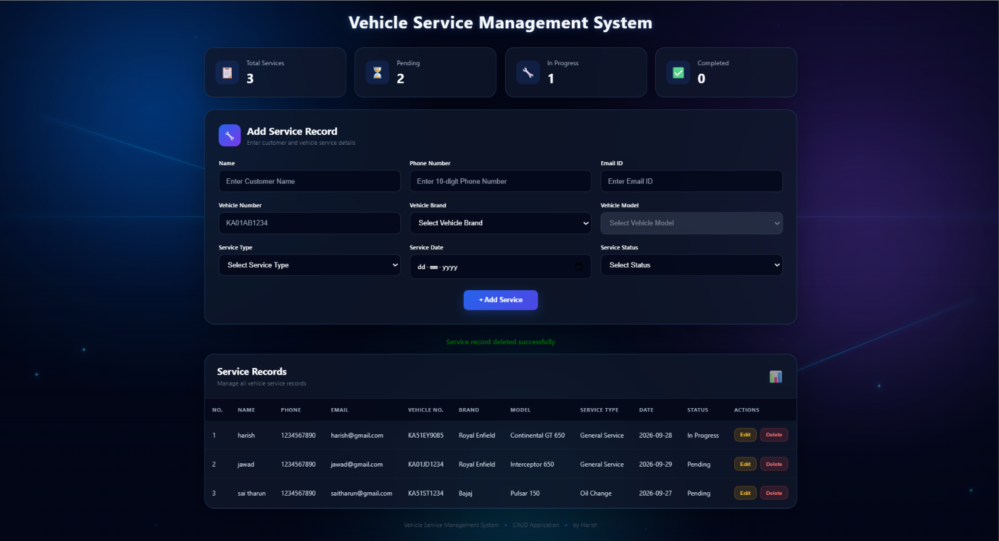 Vehicle Service Management System
Total Services
3
Pending
2
In Progress
1
Completed
0
Add Service Record
Enter customer and vehicle service details
Name
Phone Number
Email ID
Enter Customer Name
Enter 10-digit Phone Number
Enter Email ID
Vehicle Number
Vehicle Brand
Vehicle Model
KA01AB1234
Select Vehicle Brand
Select Vehicle Model
Service Type
Service Date
Service Status
Select Service Type
dd-mm-yyyy
Select Status
+ Add Service
Service record deleted successfully
Service Records
Manage all vehicle service records
NO. NAME PHONE EMAIL VEHICLE NO. BRAND MODEL SERVICE TYPE DATE STATUS ACTIONS
1 harish 1234567890 harish@gmail.com KA51EY9085 Royal Enfield Continental GT 650 General Service 2026-09-28 In Progress Edit Delete
2 jawad 1234567890 jawad@gmail.com KA01JD1234 Royal Enfield Interceptor 650 General Service 2026-09-29 Pending Edit Delete
3 sai tharun 1234567890 saitharun@gmail.com KA51ST1234 Bajaj Pulsar 150 Oil Change 2026-09-27 Pending Edit Delete
Vehicle Service Management System • CRUD Application • by Harish